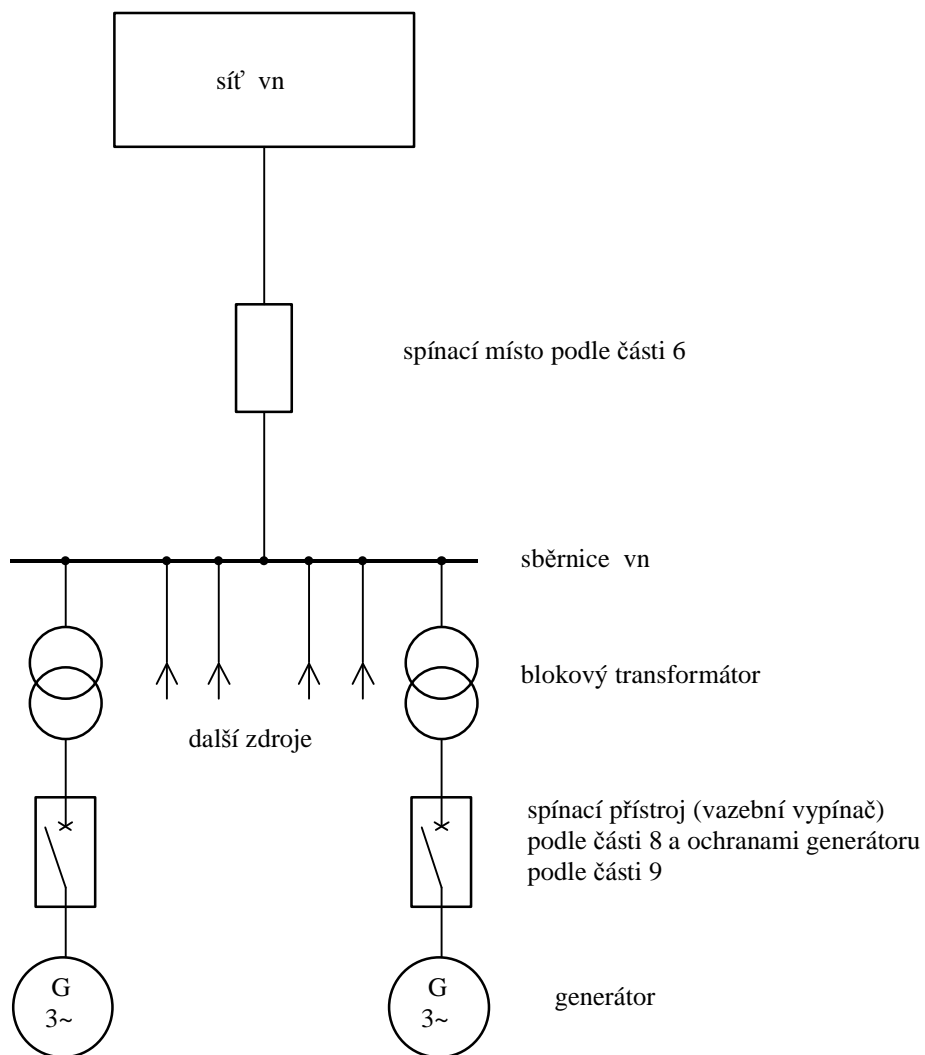 síť vn
spínací místo podle části 6
sběrnice vn
blokový transformátor
další zdroje
spínací přístroj (vazební vypínač)
podle části 8 a ochranami generátoru
podle části 9
G
3~
G
3~
generátor